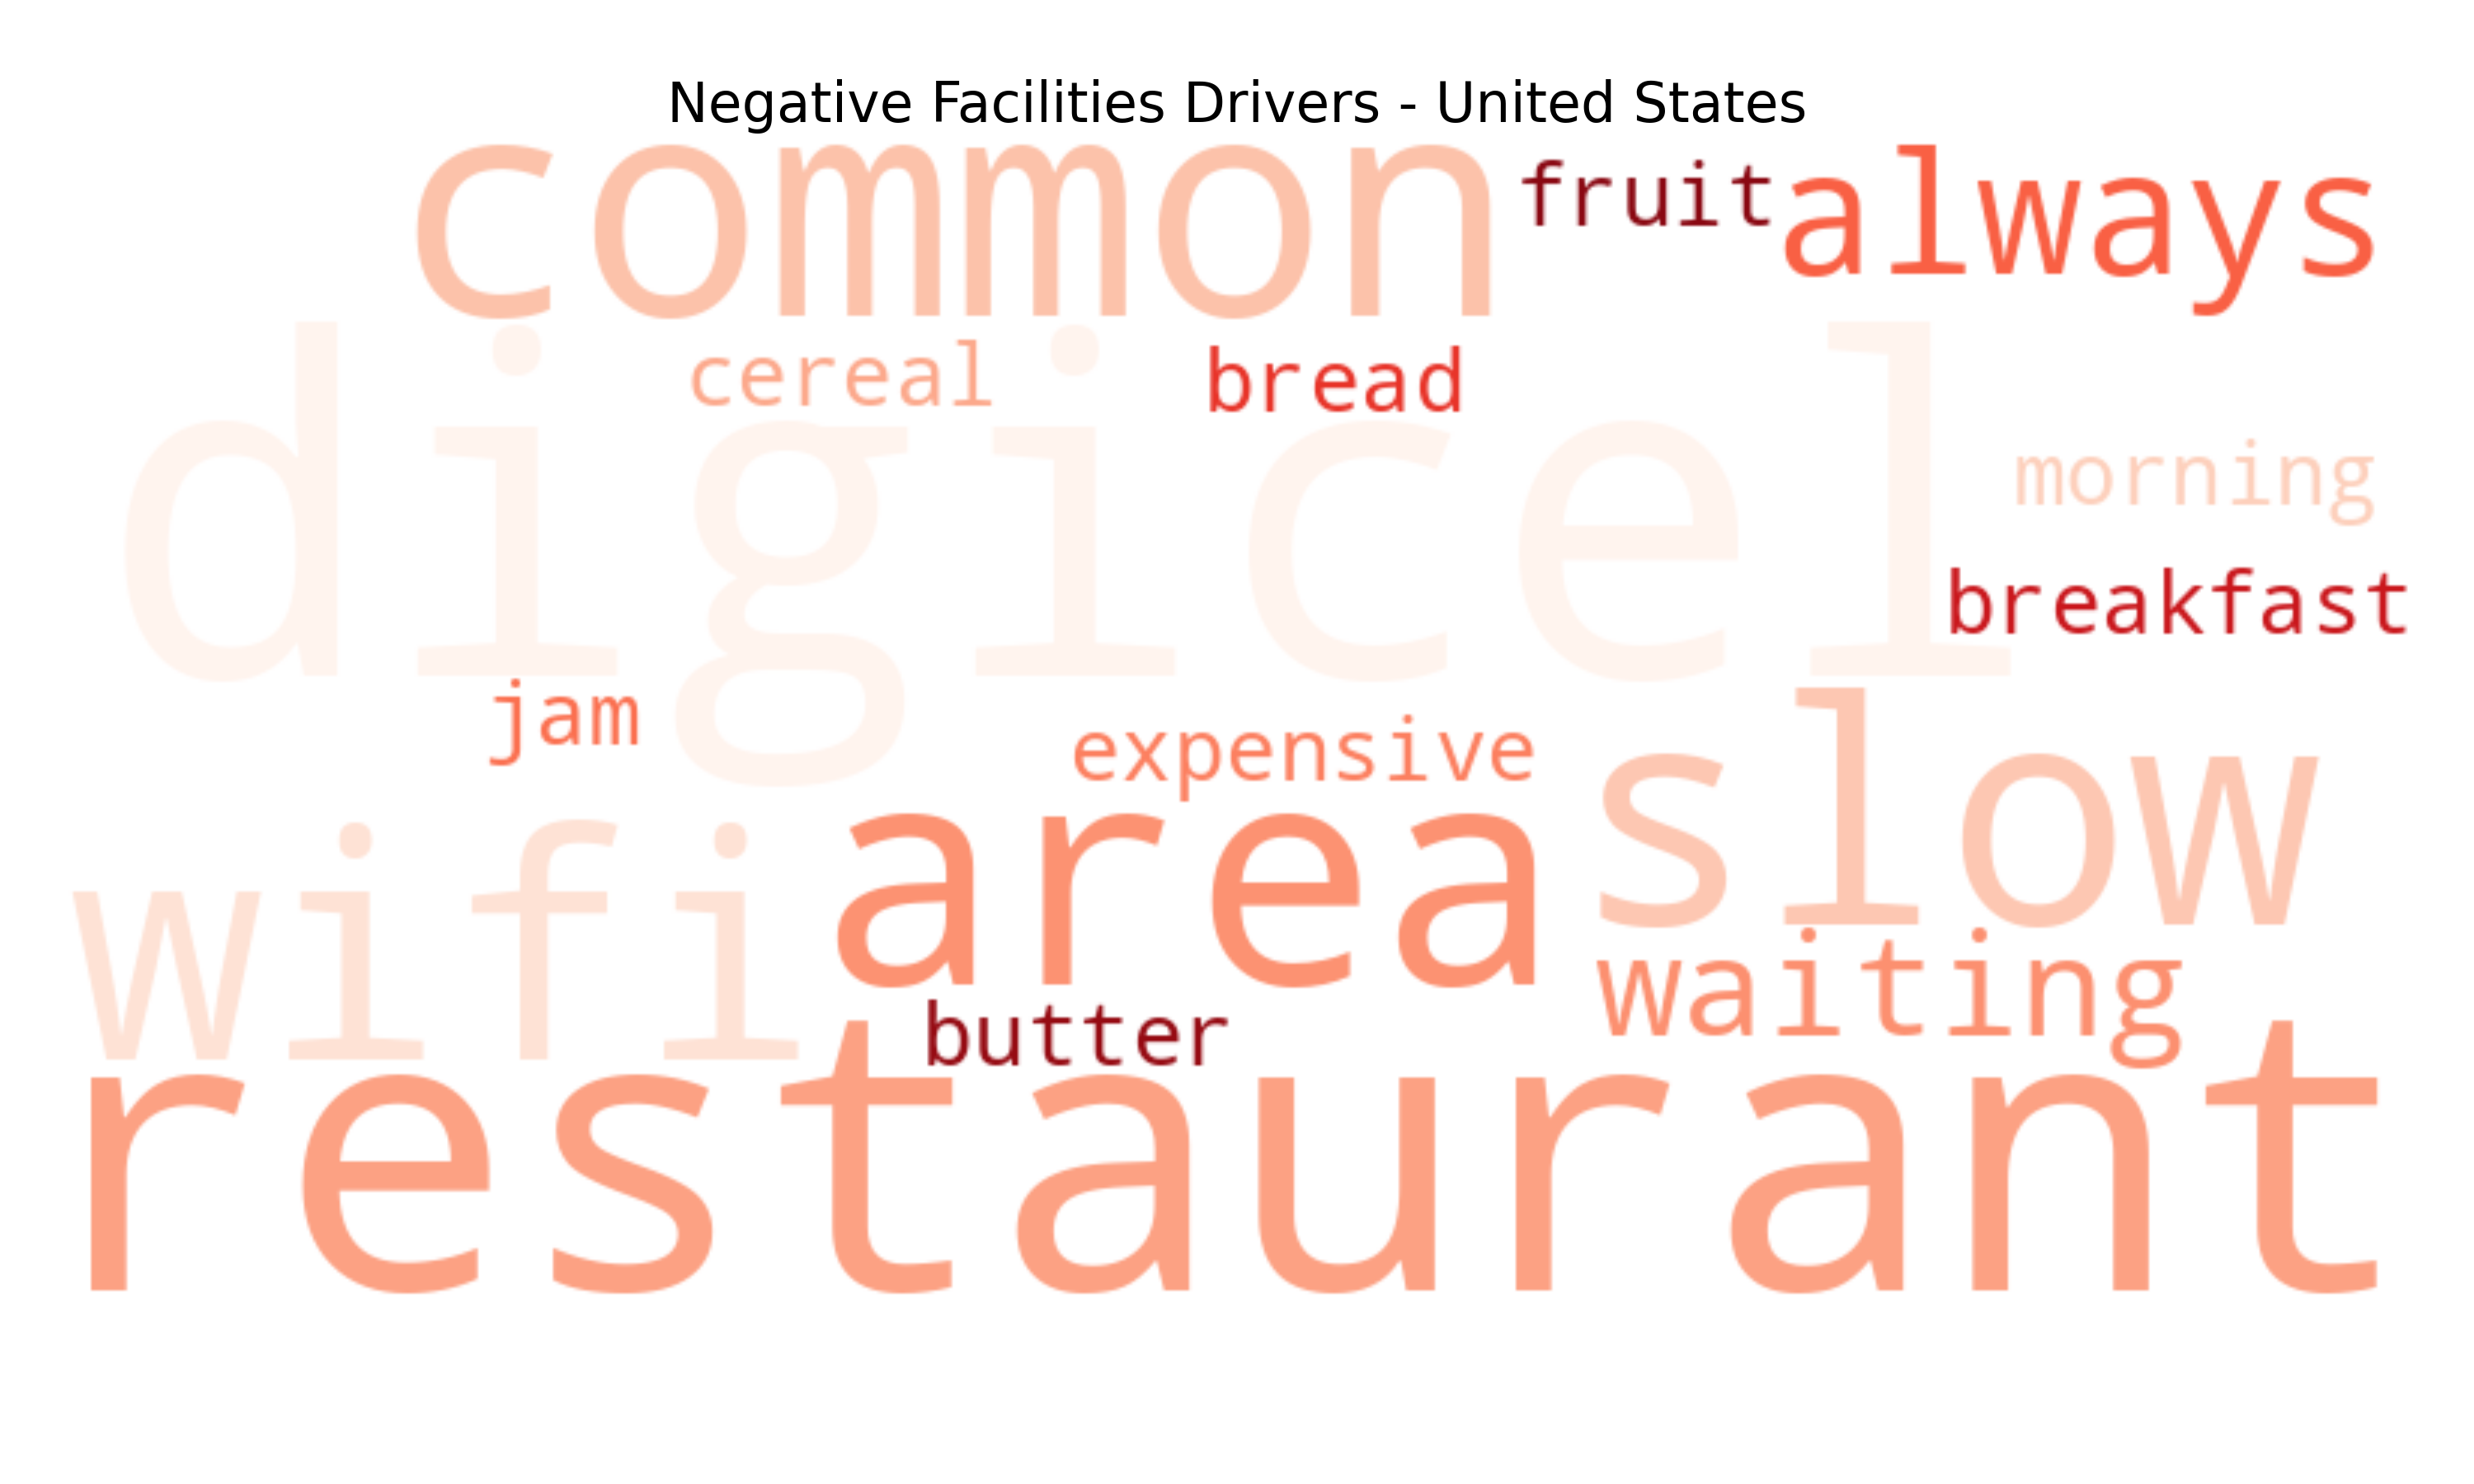 Negative Facilities Drivers - United States
common
fruit
always
cereal
bread
digicel
morning
breakfast
jam
expensive
slow
wifi
area
waiting
butter
restaurant